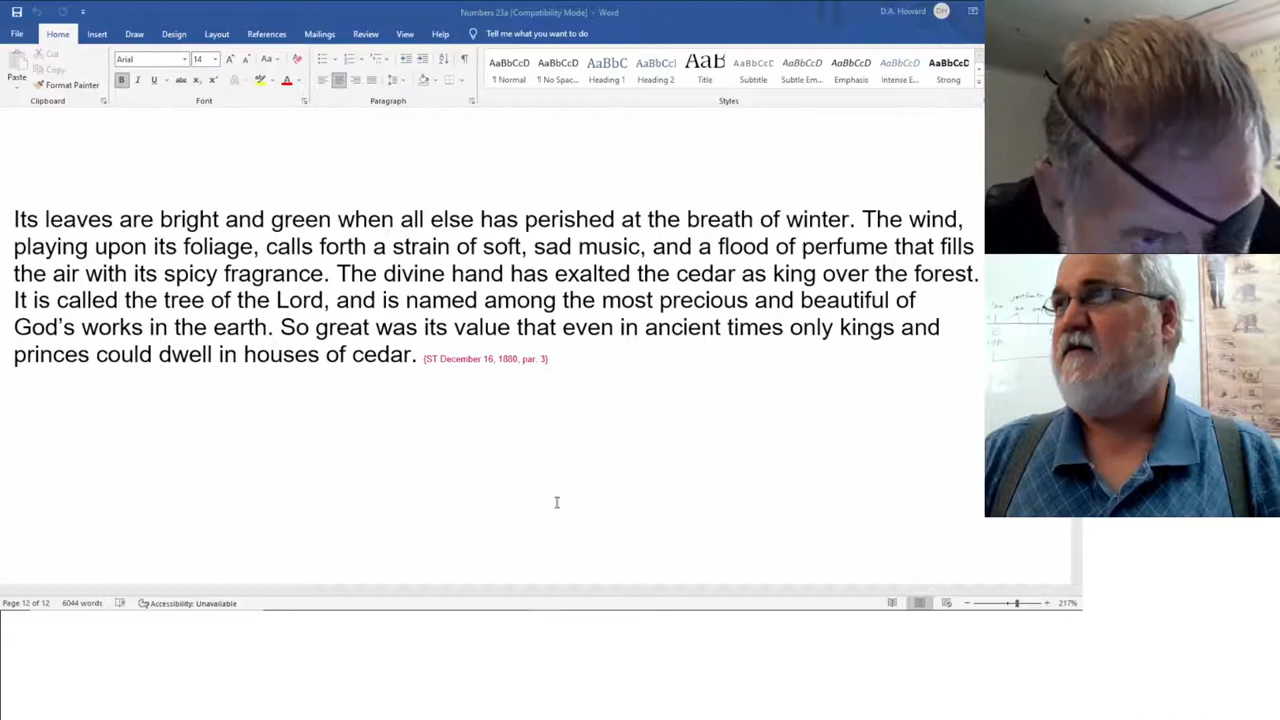 Numbers 23a [Compatibility Mode] - Word
D.A. Howard
DH
File Home Insert Draw Design Layout References Mailings Review View Help Tell me what you want to do
Paste
Cut
Copy
Format Painter
Clipboard
Arial 14
B I U abc
Aa
Font
Paragraph
AaBbCcD AaBbCcD AaBbC AaBbCcI AaB AaBbCcD AaBbCcD AaBbCcD AaBbCcD AaBbCcD
¶ Normal ¶ No Spac... Heading 1 Heading 2 Title Subtitle Subtle Em... Emphasis Intense E... Strong
Styles
Its leaves are bright and green when all else has perished at the breath of winter. The wind,
playing upon its foliage, calls forth a strain of soft, sad music, and a flood of perfume that fills
the air with its spicy fragrance. The divine hand has exalted the cedar as king over the forest.
It is called the tree of the Lord, and is named among the most precious and beautiful of
God's works in the earth. So great was its value that even in ancient times only kings and
princes could dwell in houses of cedar. {ST December 16, 1880, par. 3}
Page 12 of 12 6044 words Accessibility: Unavailable 217%